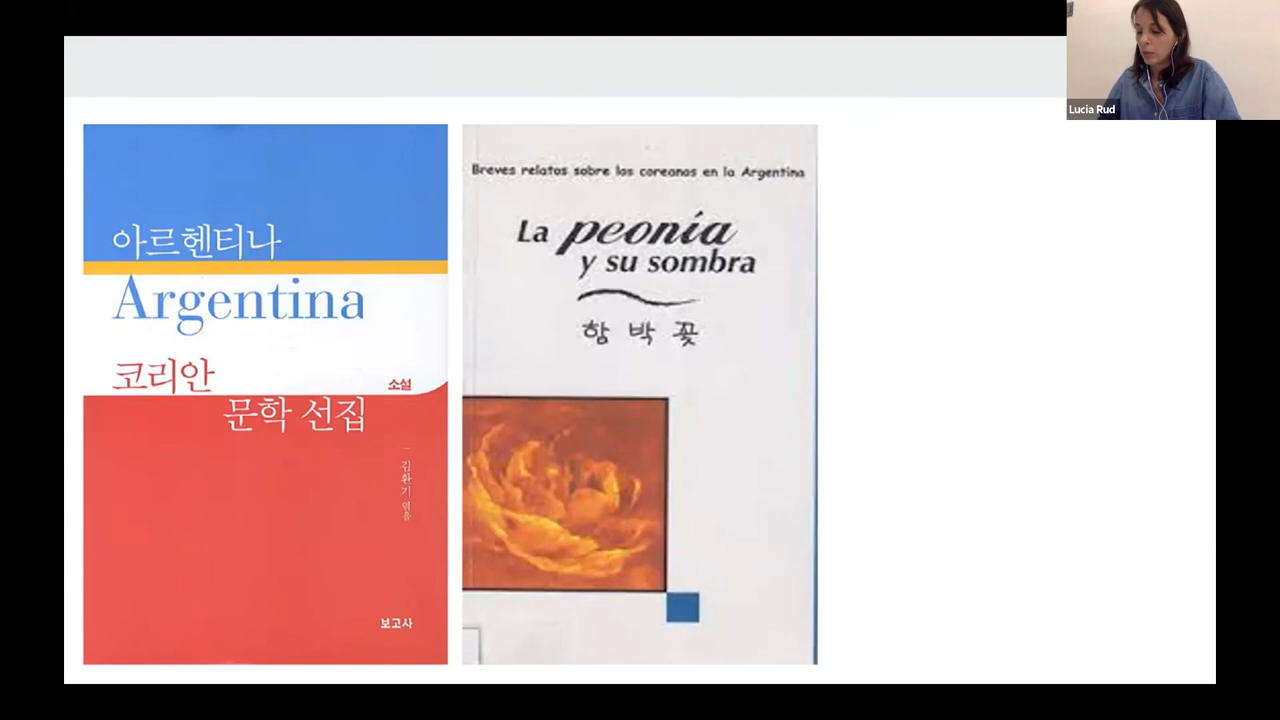 Lucia Rud
아르헨티나
Argentina
코리안
소설
문학 선집
김환기 엮음
보고사
Breves relatos sobre los coreanos en la Argentina
La peonía
y su sombra
함 박 꽃